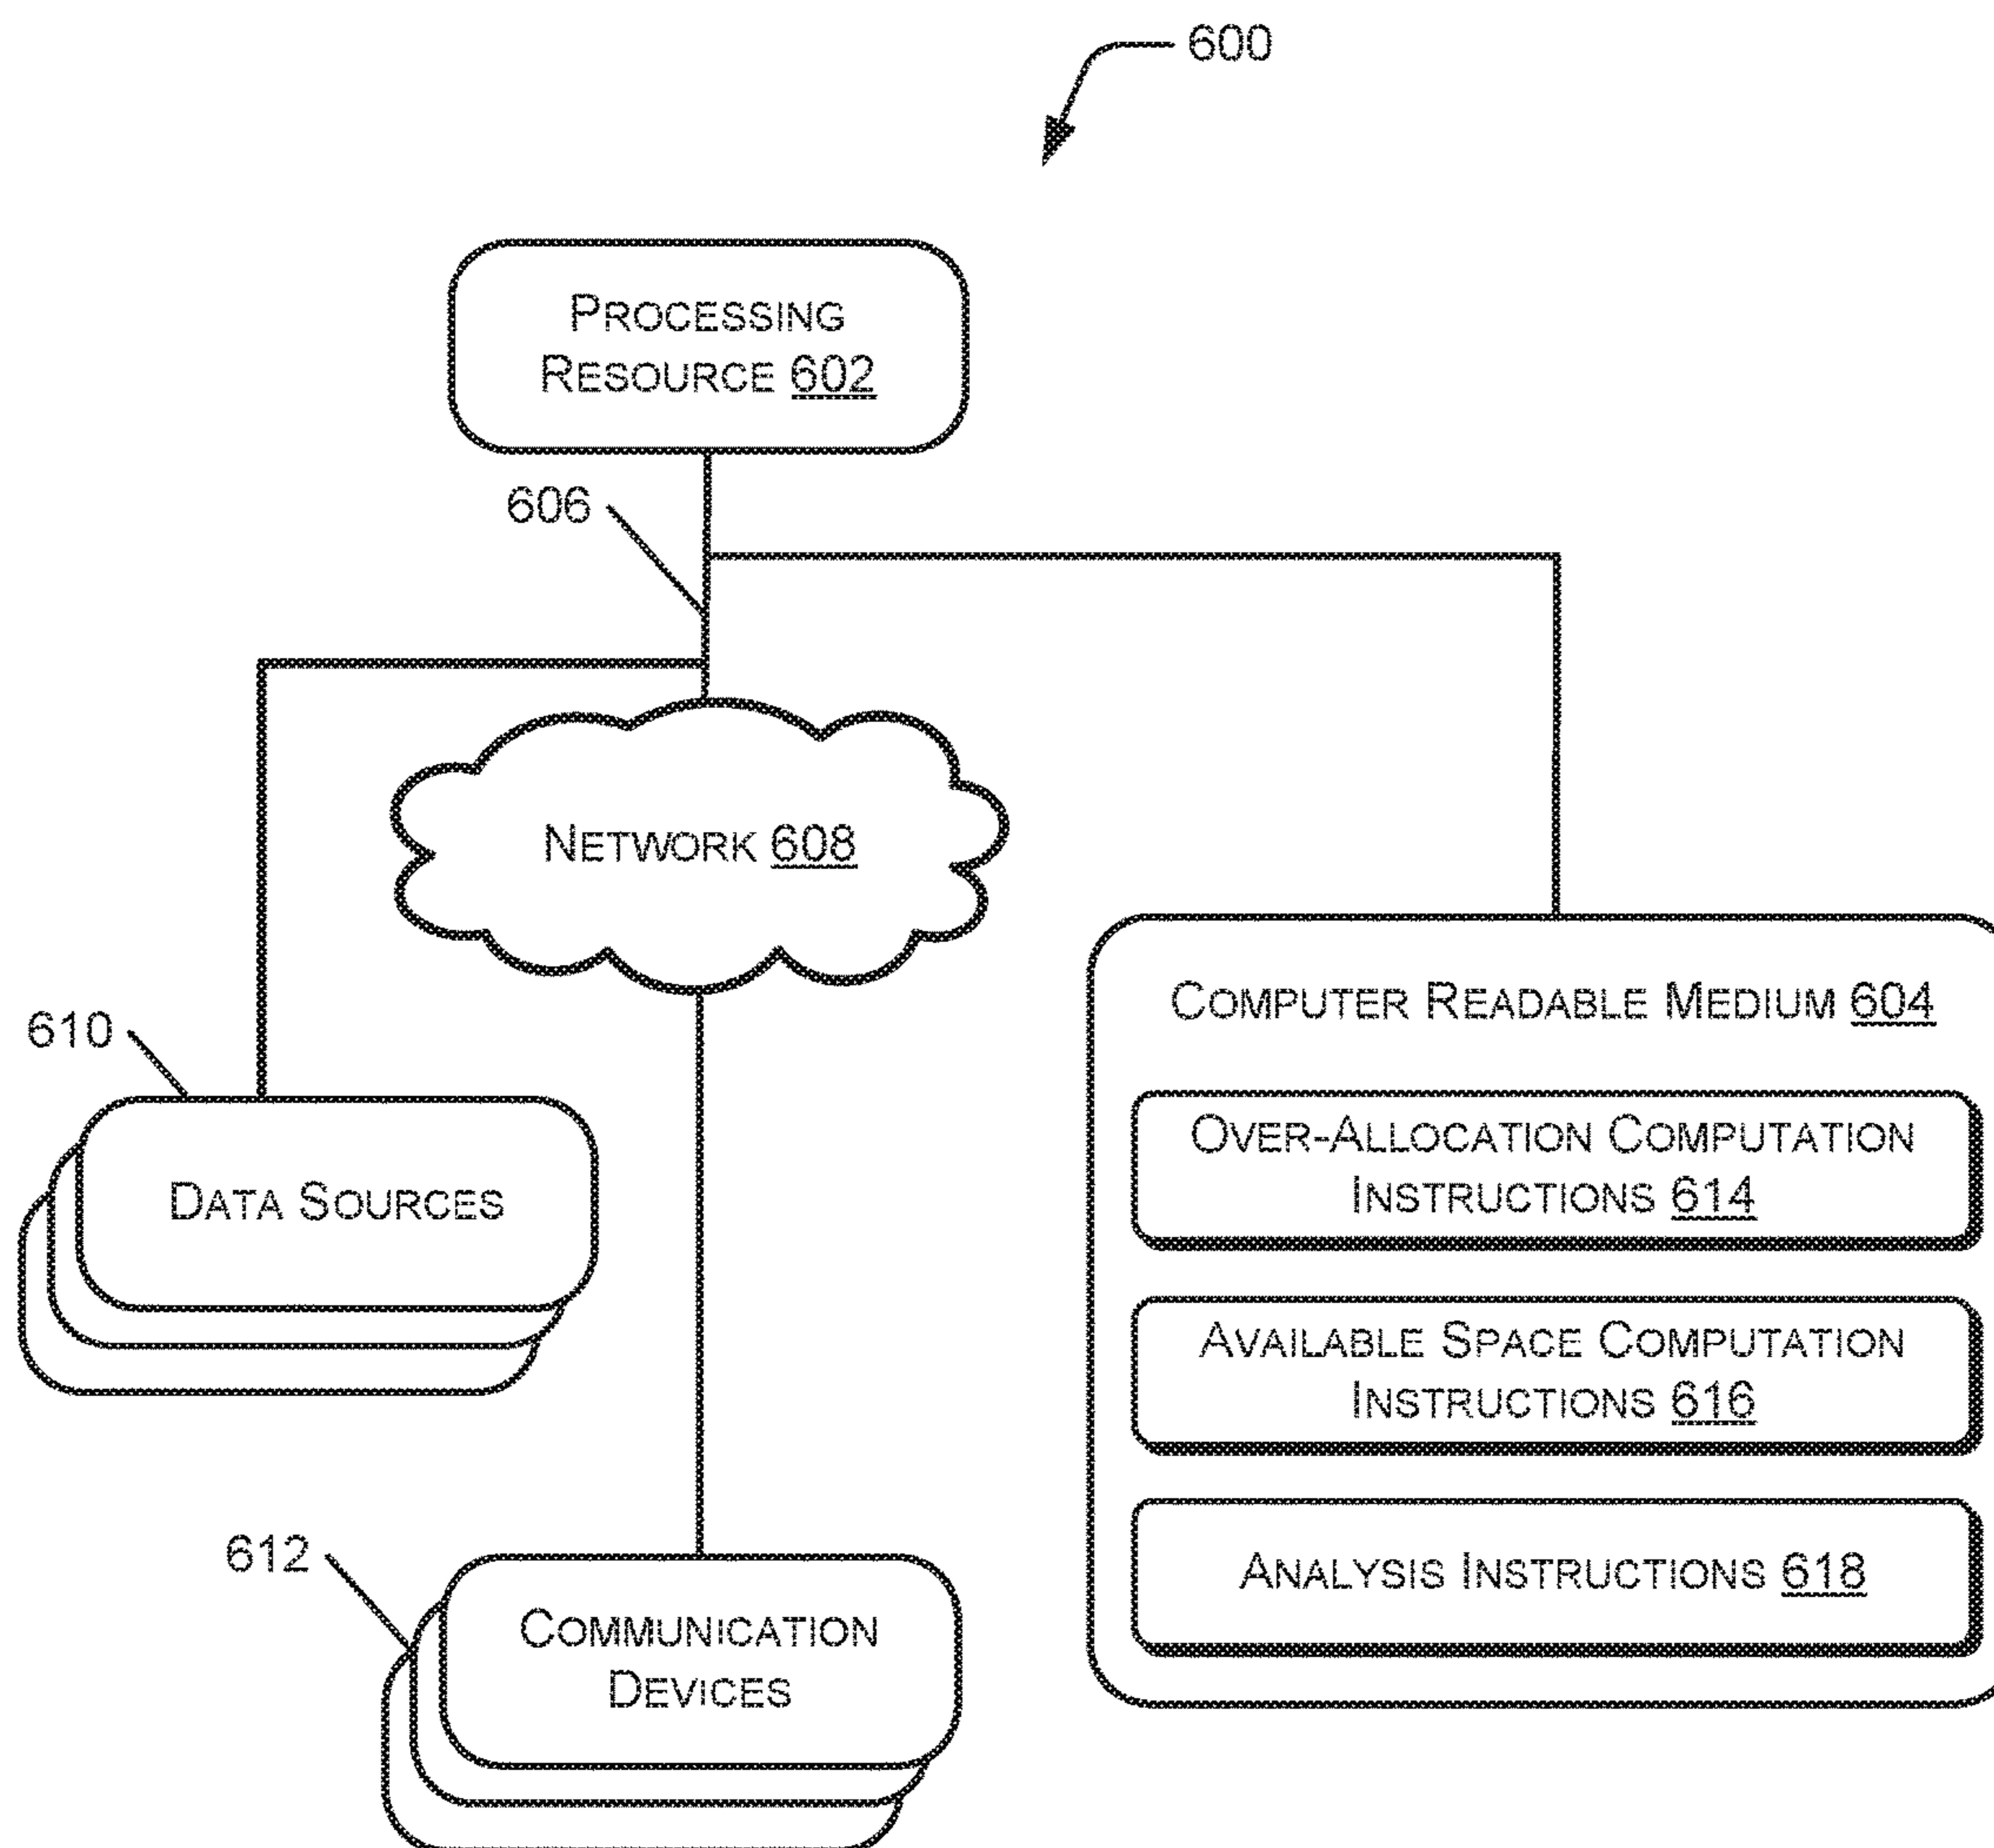 600
PROCESSING
RESOURCE 602
606
NETWORK 608
610
DATA SOURCES
COMPUTER READABLE MEDIUM 604
OVER-ALLOCATION COMPUTATION
INSTRUCTIONS 614
AVAILABLE SPACE COMPUTATION
INSTRUCTIONS 616
ANALYSIS INSTRUCTIONS 618
612
COMMUNICATION
DEVICES